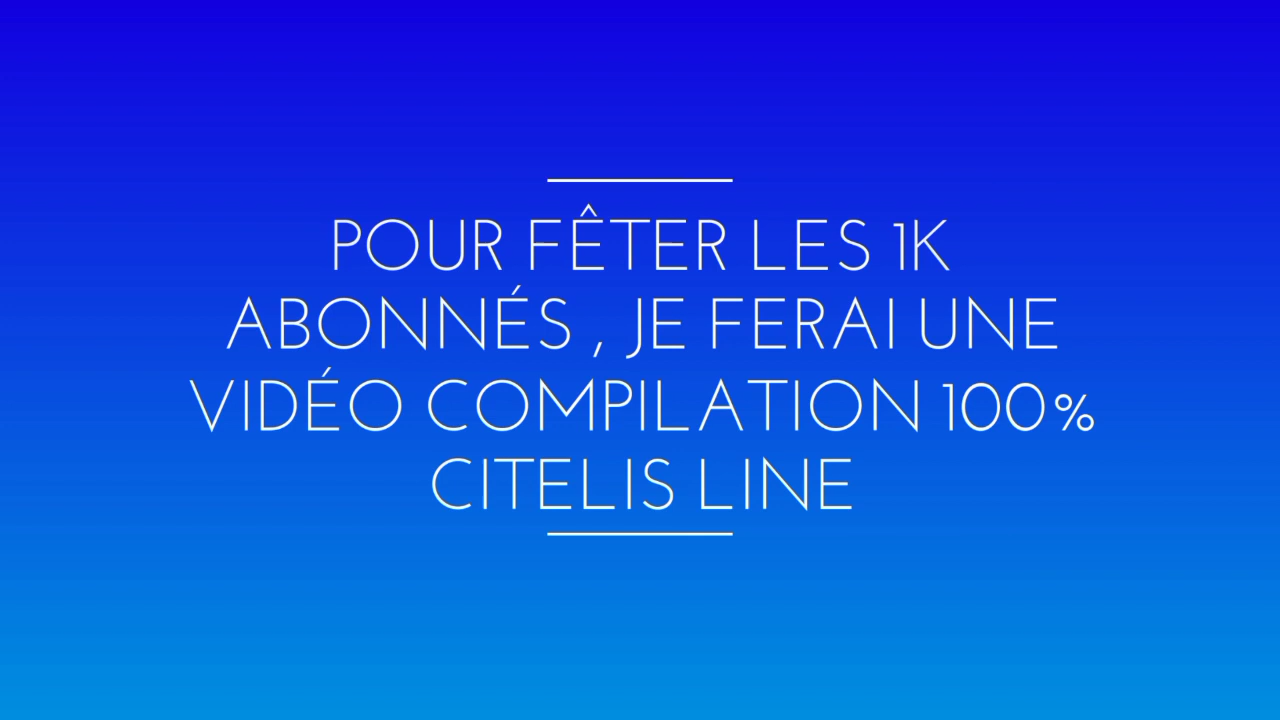 POUR FÊTER LES 1K
ABONNÉS , JE FERAI UNE
VIDÉO COMPILATION 100%
CITELIS LINE